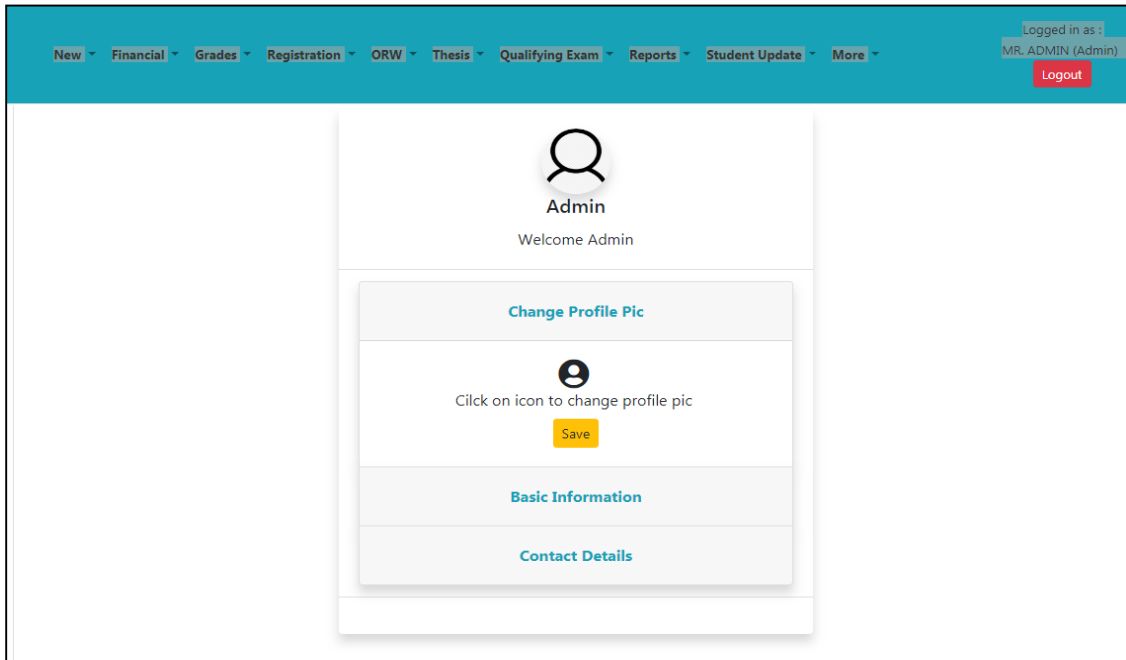 Logged in as :
New Financial Grades Registration ORW Thesis Qualifying Exam Reports Student Update More MR. ADMIN (Admin)
Logout
Admin
Welcome Admin
Change Profile Pic
Cilck on icon to change profile pic
Save
Basic Information
Contact Details